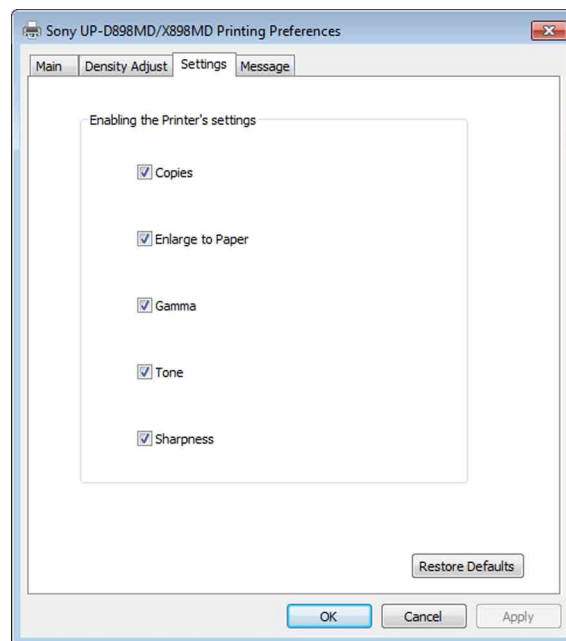 Sony UP-D898MD/X898MD Printing Preferences
Main Density Adjust Settings Message
Enabling the Printer's settings
Copies
Enlarge to Paper
Gamma
Tone
Sharpness
Restore Defaults
OK Cancel Apply